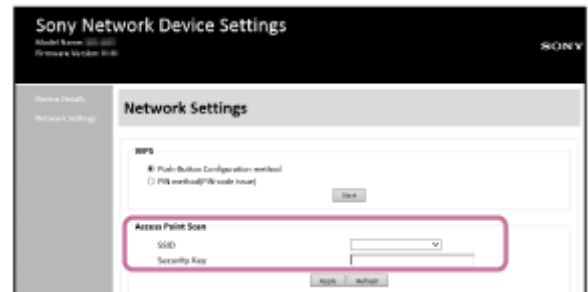 Sony Network Device Settings
Model Name
Firmware Version
SONY
Device Details
Network Settings
Network Settings
WPS
Push-Button Configuration method
PIN method(PIN-code Issue)
Start
Access Point Scan
SSID
Security Key
Apply Refresh